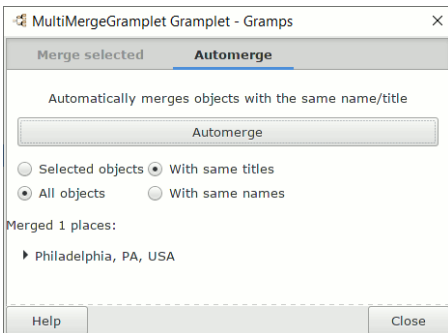 MultiMergeGramplet Gramplet - Gramps
Merge selected Automerge
Automatically merges objects with the same name/title
Automerge
Selected objects With same titles
All objects With same names
Merged 1 places:
Philadelphia, PA, USA
Help Close